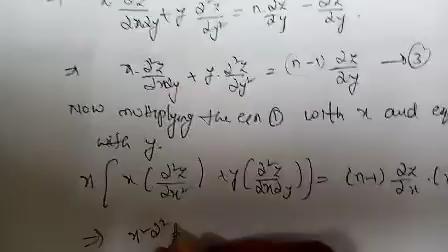 x ∂²z/∂x∂y + y ∂²z/∂y² = n·∂z/∂y − ∂z/∂y.
⇒ x·∂²z/∂x∂y + y·∂²z/∂y² = (n-1) ∂z/∂y → ③
Now multiplying the eqn ① with x and eq
with y.
x [ x (∂²z/∂x²) + y (∂²z/∂x∂y) ] = (n-1) ∂z/∂x · (x
⇒ x² ∂²